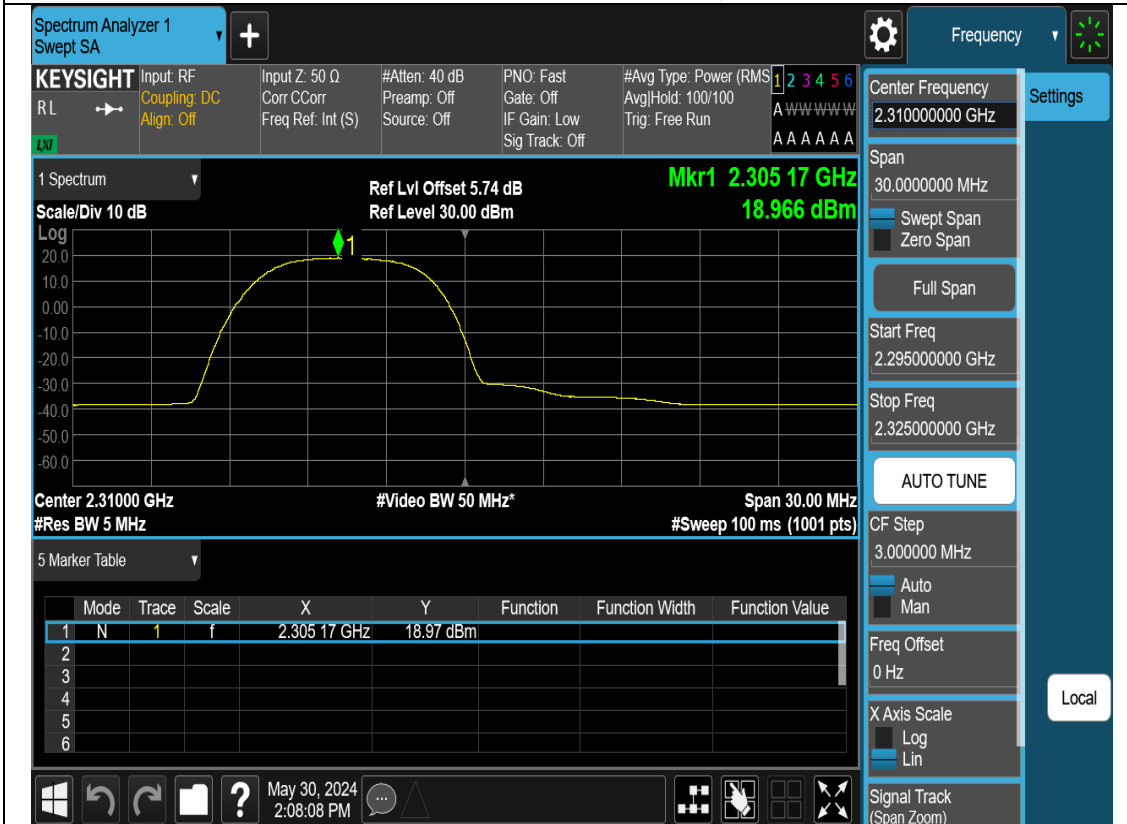 Spectrum Analyzer 1
Swept SA
+
Frequency
KEYSIGHT
RL
LXI
Input: RF
Coupling: DC
Align: Off
Input Z: 50 Ω
Corr CCorr
Freq Ref: Int (S)
#Atten: 40 dB
Preamp: Off
Source: Off
PNO: Fast
Gate: Off
IF Gain: Low
Sig Track: Off
#Avg Type: Power (RMS
Avg|Hold: 100/100
Trig: Free Run
1 2 3 4 5 6
A W W W W W
A A A A A A
1 Spectrum
Scale/Div 10 dB
Ref Lvl Offset 5.74 dB
Ref Level 30.00 dBm
Mkr1 2.305 17 GHz
18.966 dBm
Log
1
20.0
10.0
0.00
-10.0
-20.0
-30.0
-40.0
-50.0
-60.0
Center 2.31000 GHz
#Video BW 50 MHz*
Span 30.00 MHz
#Res BW 5 MHz
#Sweep 100 ms (1001 pts)
5 Marker Table
Mode Trace Scale X Y Function Function Width Function Value
1 N 1 f 2.305 17 GHz 18.97 dBm
2
3
4
5
6
?
May 30, 2024
2:08:08 PM
Center Frequency
2.310000000 GHz
Settings
Span
30.0000000 MHz
Swept Span
Zero Span
Full Span
Start Freq
2.295000000 GHz
Stop Freq
2.325000000 GHz
AUTO TUNE
CF Step
3.000000 MHz
Auto
Man
Freq Offset
0 Hz
Local
X Axis Scale
Log
Lin
Signal Track
(Span Zoom)